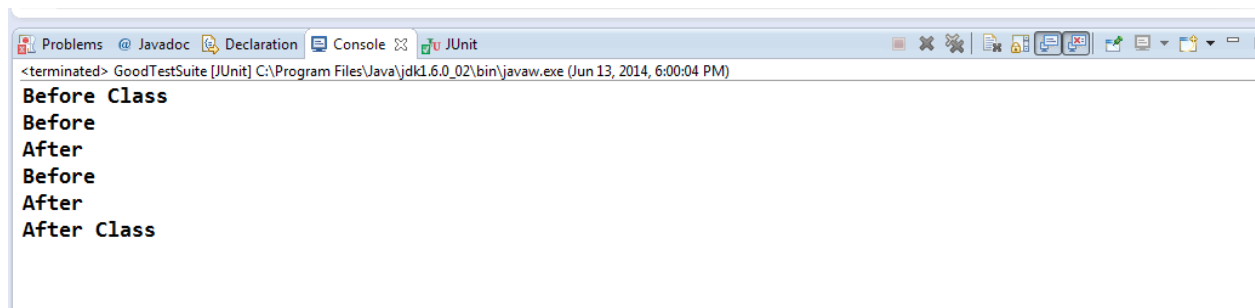 Problems @ Javadoc Declaration Console JUnit
<terminated> GoodTestSuite [JUnit] C:\Program Files\Java\jdk1.6.0_02\bin\javaw.exe (Jun 13, 2014, 6:00:04 PM)
Before Class
Before
After
Before
After
After Class